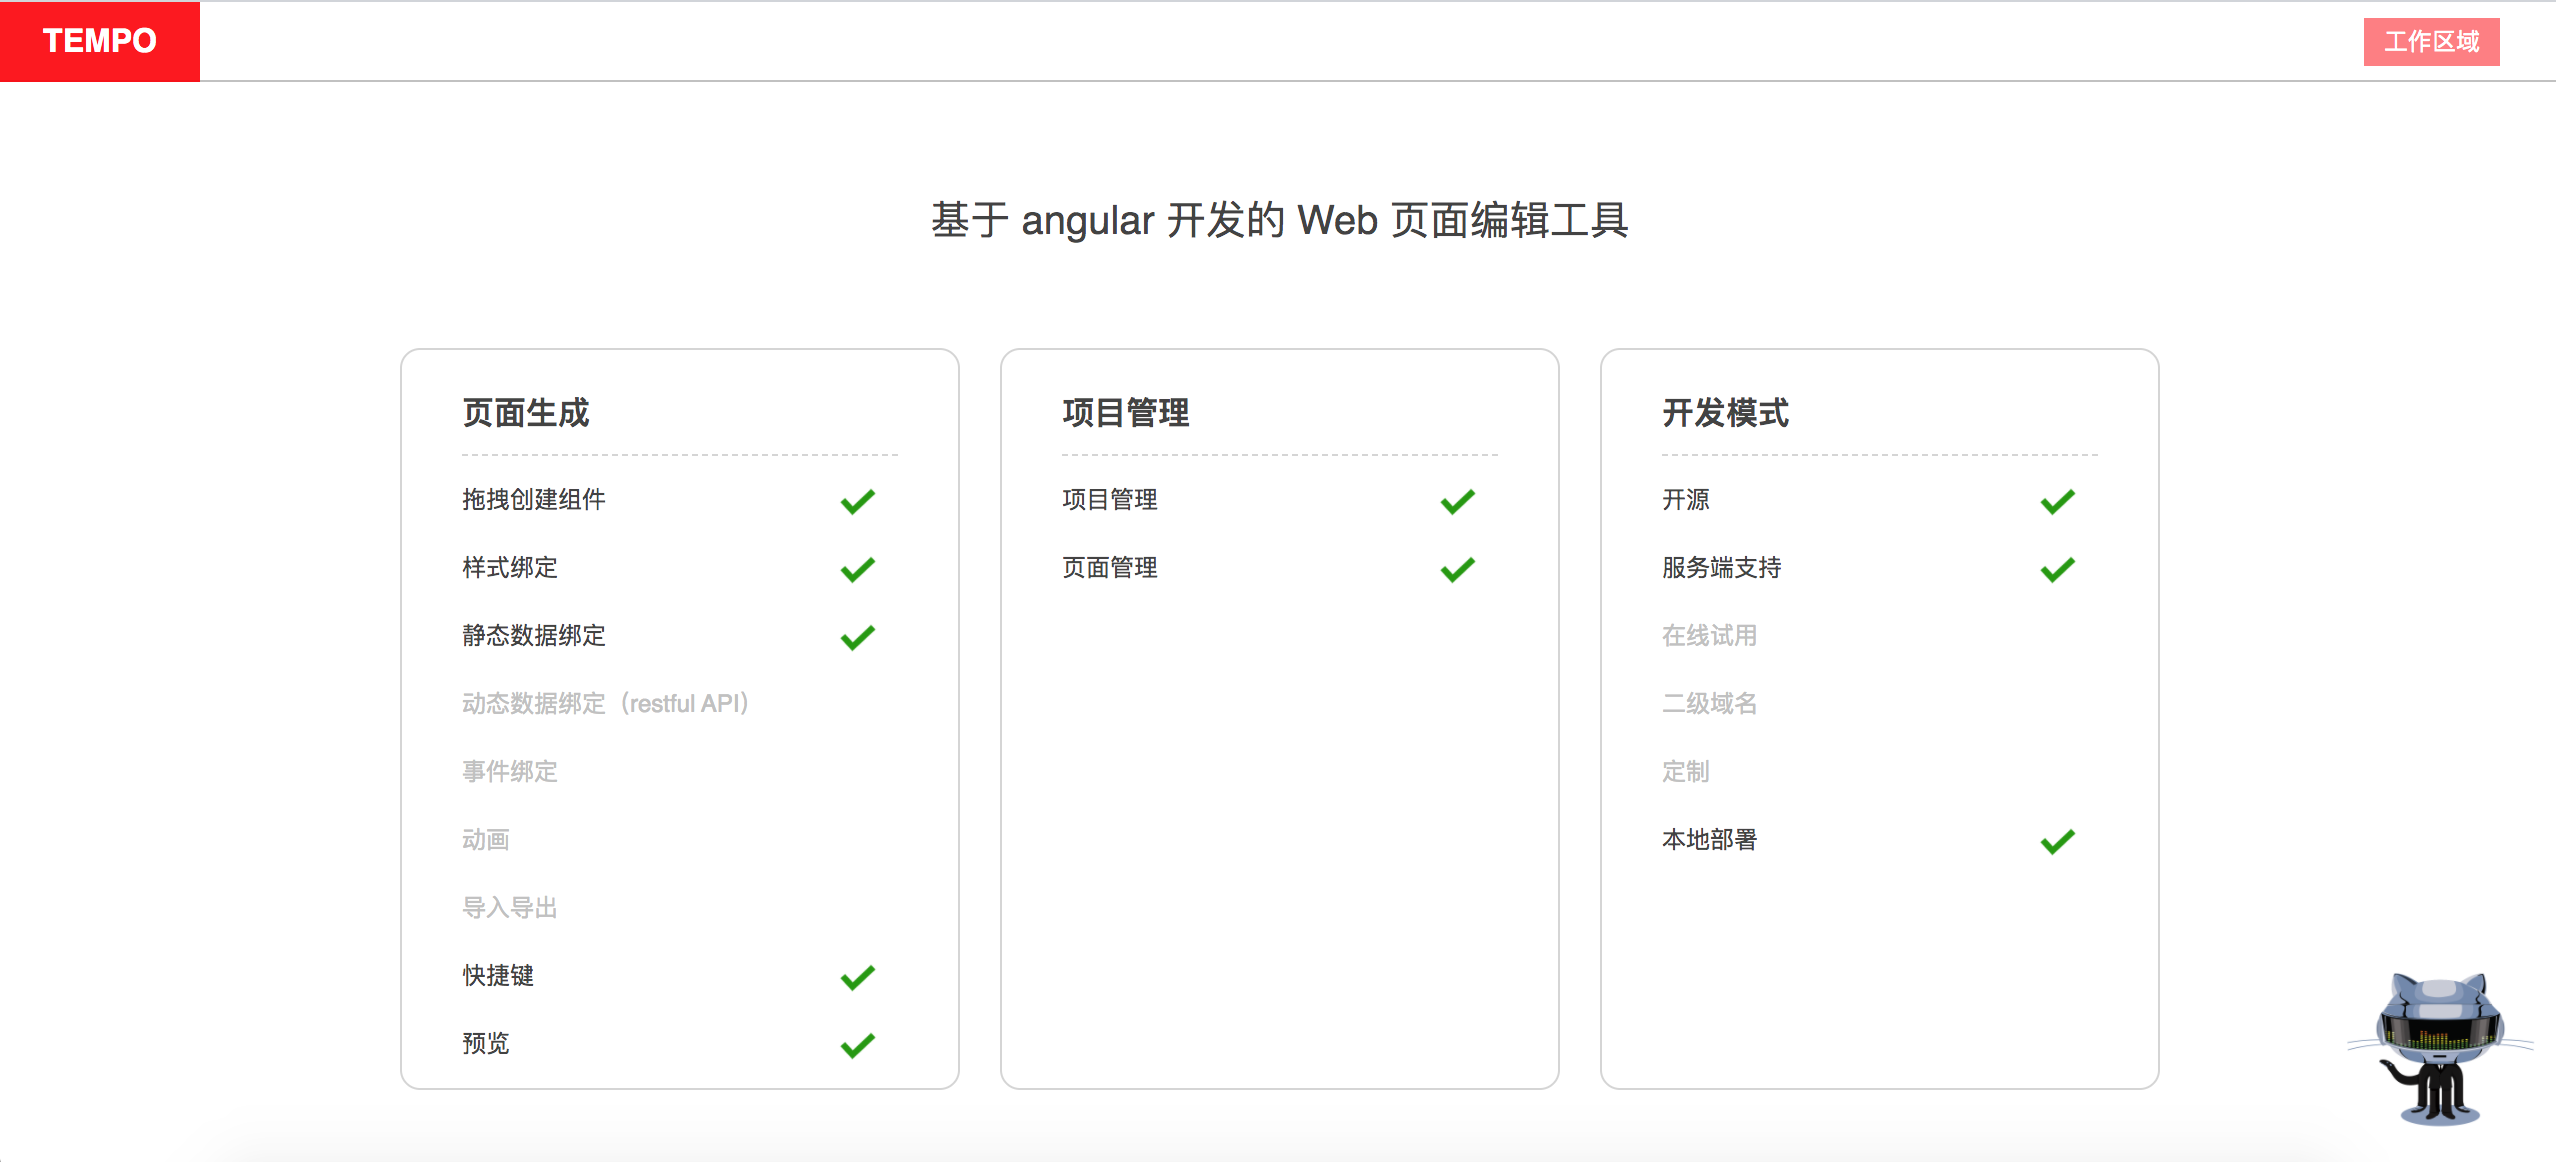 TEMPO
工作区域
基于 angular 开发的 Web 页面编辑工具
页面生成
拖拽创建组件
样式绑定
静态数据绑定
动态数据绑定（restful API）
事件绑定
动画
导入导出
快捷键
预览
项目管理
项目管理
页面管理
开发模式
开源
服务端支持
在线试用
二级域名
定制
本地部署